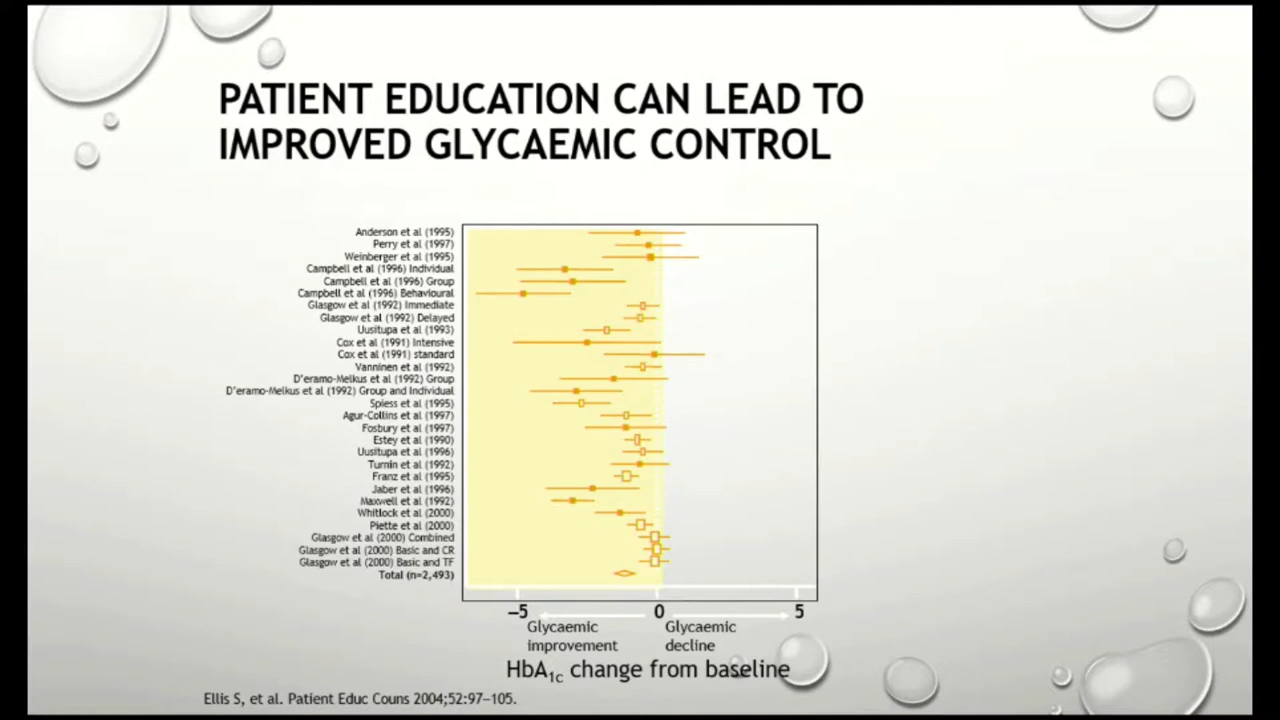 PATIENT EDUCATION CAN LEAD TO
IMPROVED GLYCAEMIC CONTROL
Anderson et al (1995)
Perry et al (1997)
Weinberger et al (1995)
Campbell et al (1996) Individual
Campbell et al (1996) Group
Campbell et al (1996) Behavioural
Glasgow et al (1992) Immediate
Glasgow et al (1992) Delayed
Uusitupa et al (1993)
Cox et al (1991) Intensive
Cox et al (1991) standard
Vanninen et al (1992)
D'eramo-Melkus et al (1992) Group
D'eramo-Melkus et al (1992) Group and Individual
Spiess et al (1995)
Agur-Collins et al (1997)
Fosbury et al (1997)
Estey et al (1990)
Uusitupa et al (1996)
Turnin et al (1992)
Franz et al (1995)
Jaber et al (1996)
Maxwell et al (1992)
Whitlock et al (2000)
Piette et al (2000)
Glasgow et al (2000) Combined
Glasgow et al (2000) Basic and CR
Glasgow et al (2000) Basic and TF
Total (n=2,493)
–5 0 5
Glycaemic improvement
Glycaemic decline
HbA1c change from baseline
Ellis S, et al. Patient Educ Couns 2004;52:97–105.